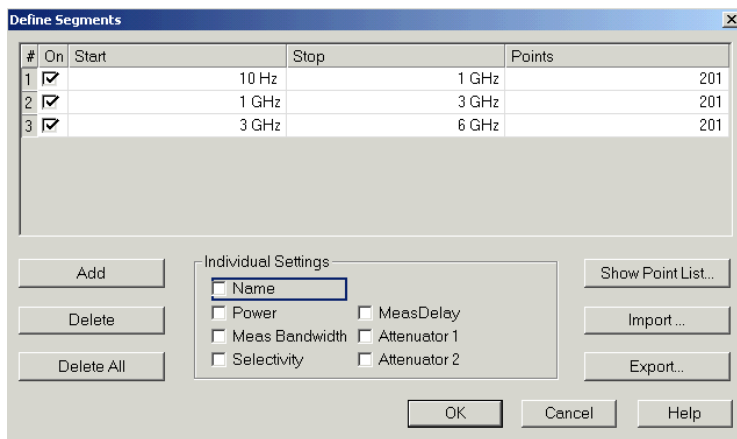 Define Segments
# On Start Stop Points
1 10 Hz 1 GHz 201
2 1 GHz 3 GHz 201
3 3 GHz 6 GHz 201
Add
Delete
Delete All
Individual Settings
Name
Power MeasDelay
Meas Bandwidth Attenuator 1
Selectivity Attenuator 2
Show Point List...
Import ...
Export...
OK Cancel Help